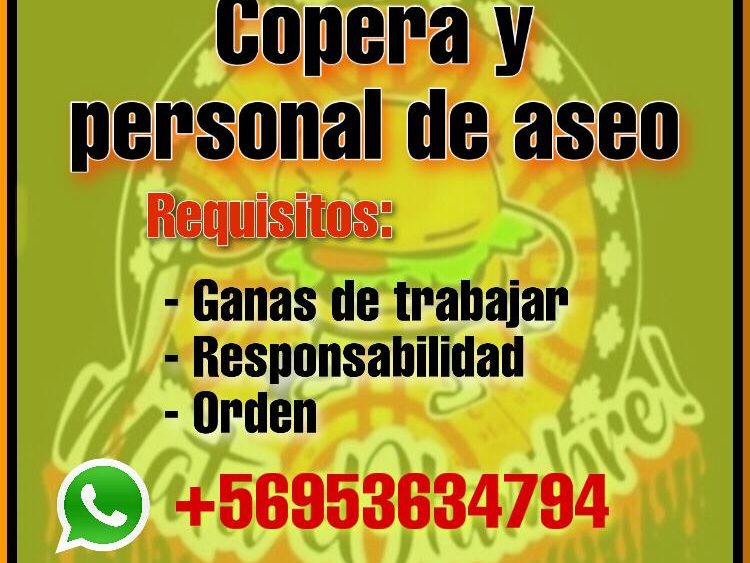 Copera y
personal de aseo
Requisitos:
- Ganas de trabajar
- Responsabilidad
- Orden
+56953634794